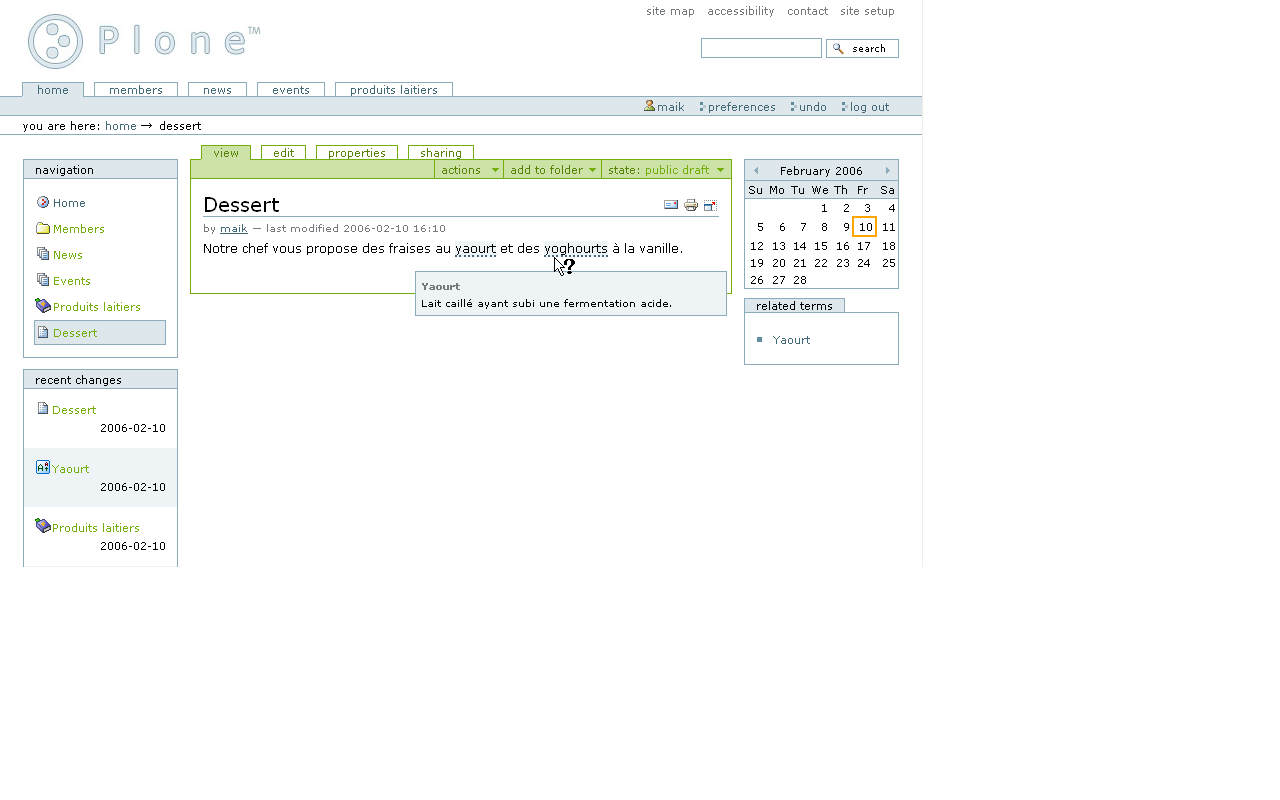 site map accessibility contact site setup
Plone™
search
home members news events produits laitiers
maik preferences undo log out
you are here: home → dessert
navigation
Home
Members
News
Events
Produits laitiers
Dessert
recent changes
Dessert
2006-02-10
Yaourt
2006-02-10
Produits laitiers
2006-02-10
view edit properties sharing
actions add to folder state: public draft
Dessert
by maik — last modified 2006-02-10 16:10
Notre chef vous propose des fraises au yaourt et des yoghourts à la vanille.
Yaourt
Lait caillé ayant subi une fermentation acide.
February 2006
Su Mo Tu We Th Fr Sa
1 2 3 4
5 6 7 8 9 10 11
12 13 14 15 16 17 18
19 20 21 22 23 24 25
26 27 28
related terms
Yaourt